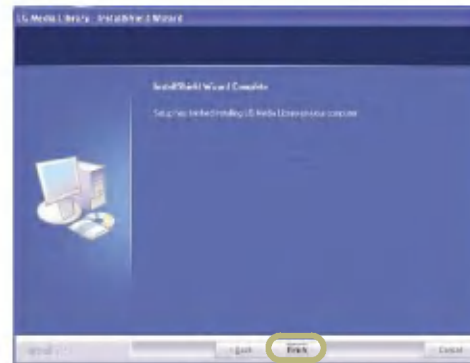 LG Media Library - InstallShield Wizard
InstallShield Wizard Complete
Setup has finished installing LG Media Library on your computer.
InstallShield
< Back
Finish
Cancel